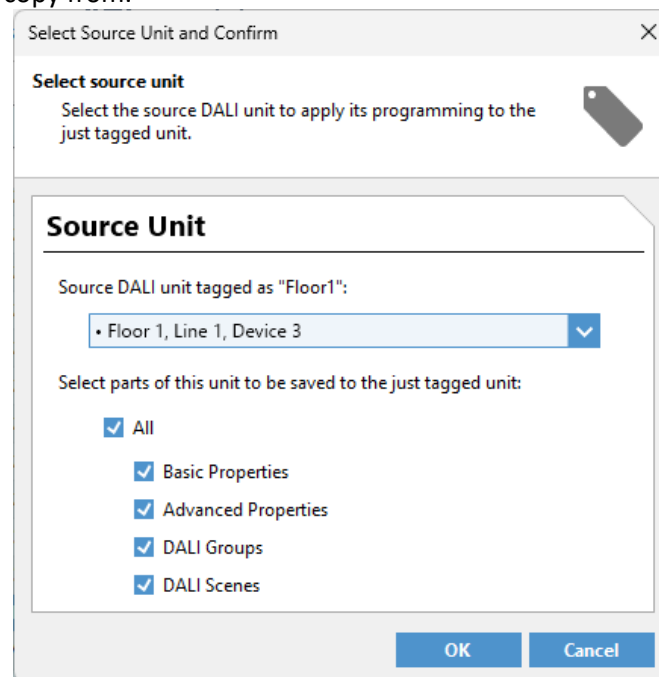 copy from.
Select Source Unit and Confirm
Select source unit
Select the source DALI unit to apply its programming to the
just tagged unit.
Source Unit
Source DALI unit tagged as "Floor1":
• Floor 1, Line 1, Device 3
Select parts of this unit to be saved to the just tagged unit:
All
Basic Properties
Advanced Properties
DALI Groups
DALI Scenes
OK Cancel